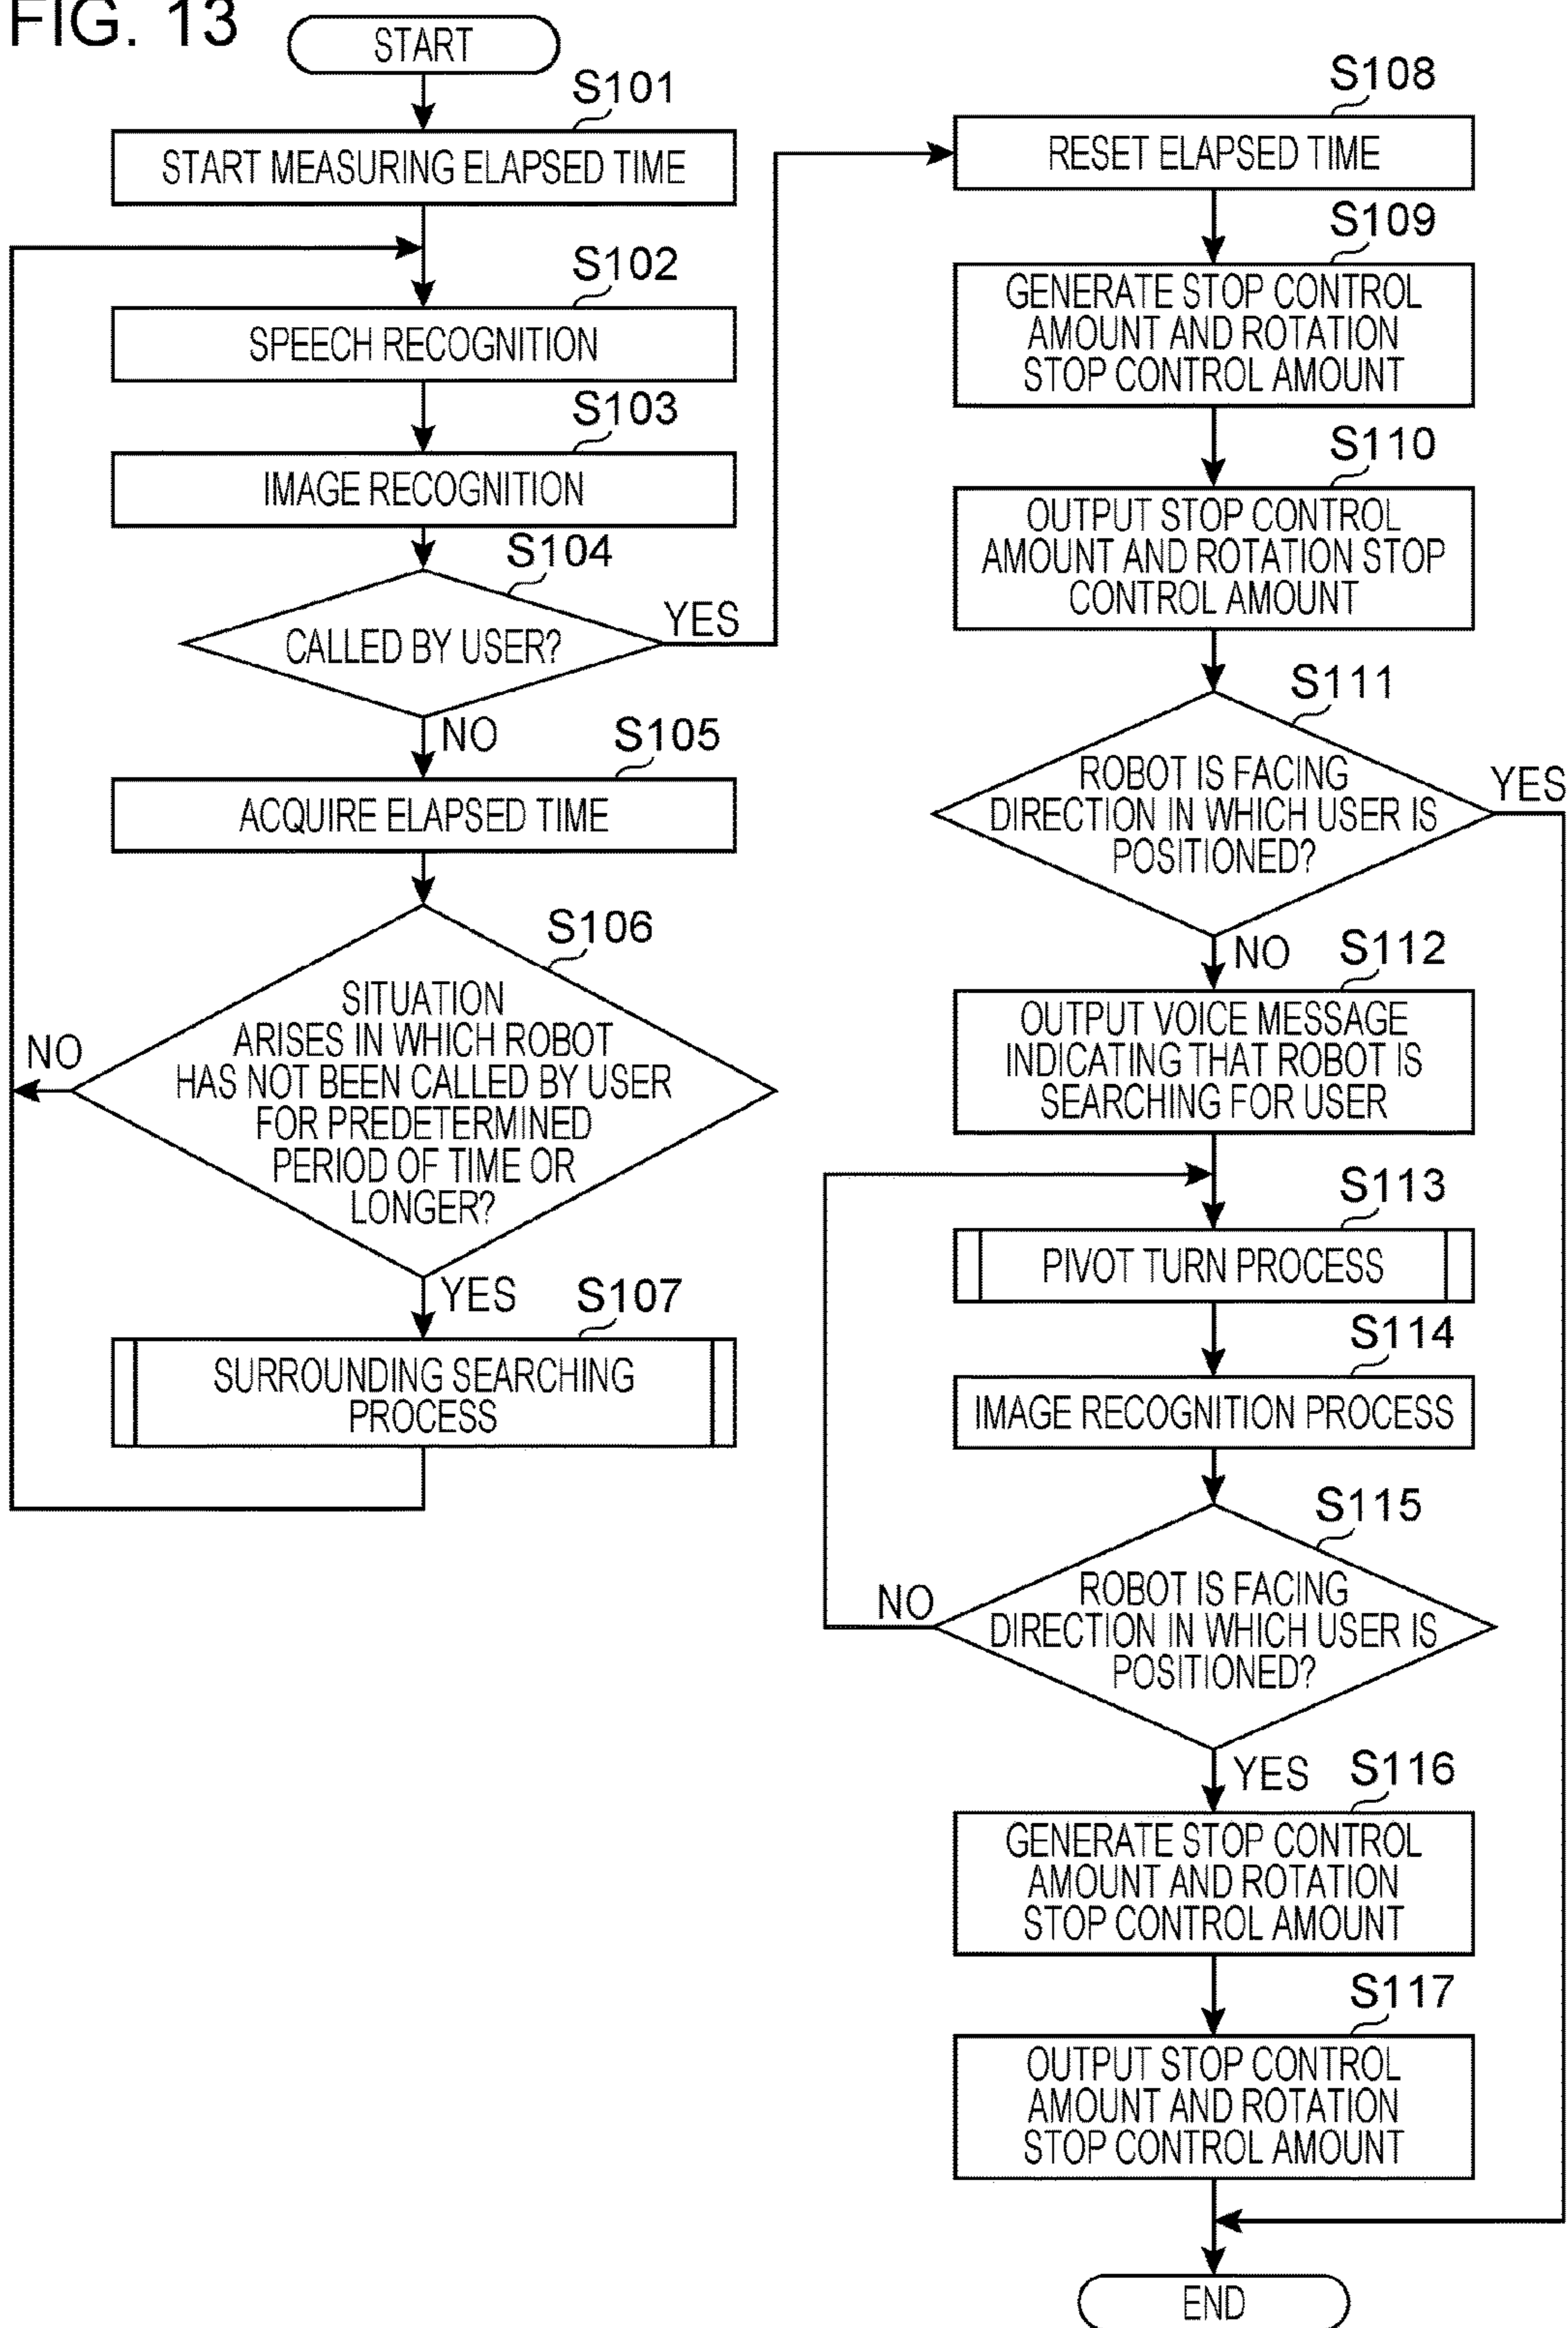 FIG. 13
START
S101
START MEASURING ELAPSED TIME
S102
SPEECH RECOGNITION
S103
IMAGE RECOGNITION
S104
CALLED BY USER?
YES
NO
S105
ACQUIRE ELAPSED TIME
S106
SITUATION
ARISES IN WHICH ROBOT
HAS NOT BEEN CALLED BY USER
FOR PREDETERMINED
PERIOD OF TIME OR
LONGER?
NO
YES
S107
SURROUNDING SEARCHING
PROCESS
S108
RESET ELAPSED TIME
S109
GENERATE STOP CONTROL
AMOUNT AND ROTATION
STOP CONTROL AMOUNT
S110
OUTPUT STOP CONTROL
AMOUNT AND ROTATION STOP
CONTROL AMOUNT
S111
ROBOT IS FACING
DIRECTION IN WHICH USER IS
POSITIONED?
YES
NO
S112
OUTPUT VOICE MESSAGE
INDICATING THAT ROBOT IS
SEARCHING FOR USER
S113
PIVOT TURN PROCESS
S114
IMAGE RECOGNITION PROCESS
S115
ROBOT IS FACING
DIRECTION IN WHICH USER IS
POSITIONED?
NO
YES
S116
GENERATE STOP CONTROL
AMOUNT AND ROTATION
STOP CONTROL AMOUNT
S117
OUTPUT STOP CONTROL
AMOUNT AND ROTATION
STOP CONTROL AMOUNT
END